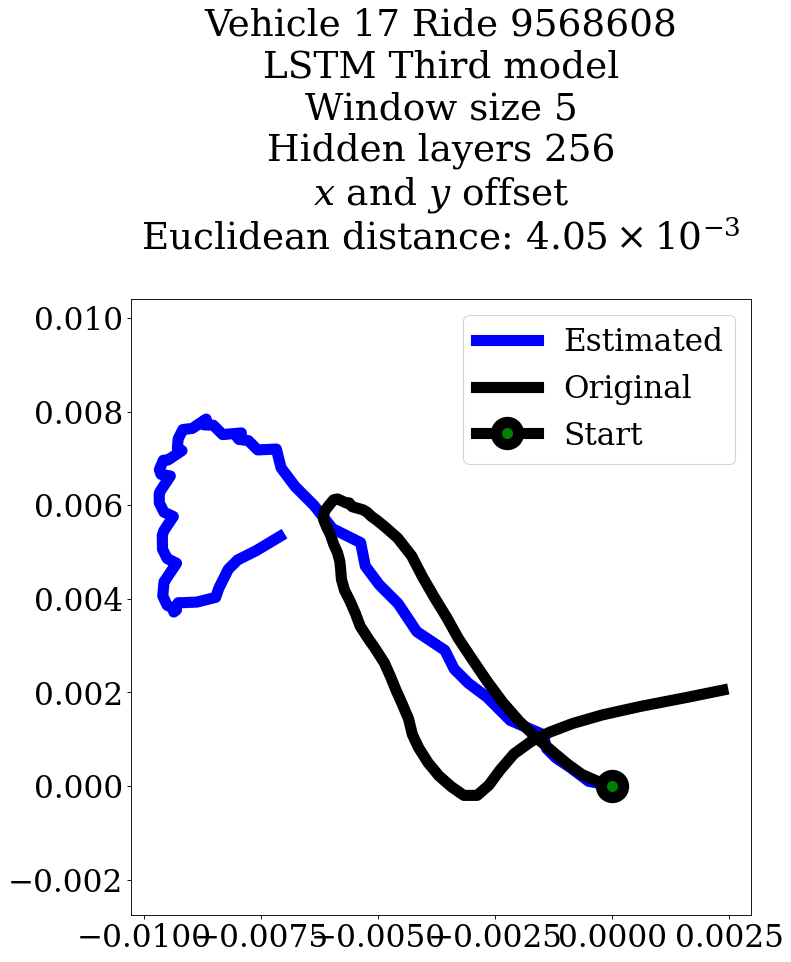 Vehicle 17 Ride 9568608
LSTM Third model
Window size 5
Hidden layers 256
x and y offset
Euclidean distance: 4.05 × 10⁻³
Estimated
Original
Start
0.010
0.008
0.006
0.004
0.002
0.000
−0.002
−0.0100 −0.0075 −0.0050 −0.0025 0.0000 0.0025